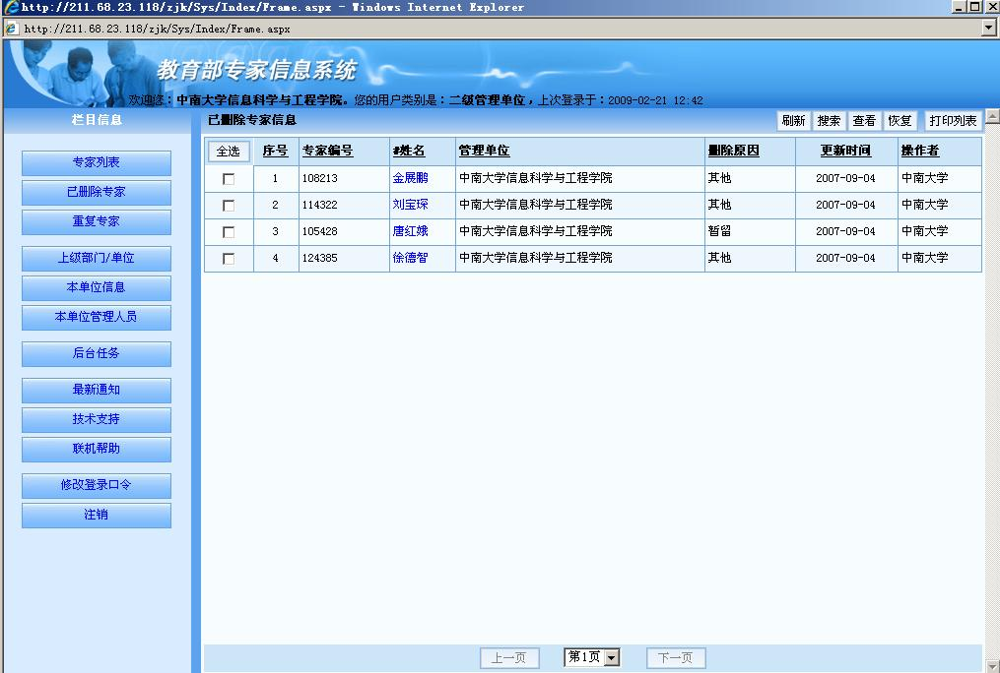 http://211.68.23.118/zjk/Sys/Index/Frame.aspx - Windows Internet Explorer
http://211.68.23.118/zjk/Sys/Index/Frame.aspx
教育部专家信息系统
欢迎您：中南大学信息科学与工程学院。您的用户类别是：二级管理单位，上次登录于：2009-02-21 12:42
栏目信息
专家列表
已删除专家
重复专家
上级部门/单位
本单位信息
本单位管理人员
后台任务
最新通知
技术支持
联机帮助
修改登录口令
注销
已删除专家信息 刷新 搜索 查看 恢复 打印列表
全选 序号 专家编号 #姓名 管理单位 删除原因 更新时间 操作者
1 108213 金展鹏 中南大学信息科学与工程学院 其他 2007-09-04 中南大学
2 114322 刘宝琛 中南大学信息科学与工程学院 其他 2007-09-04 中南大学
3 105428 唐红娥 中南大学信息科学与工程学院 暂留 2007-09-04 中南大学
4 124385 徐德智 中南大学信息科学与工程学院 其他 2007-09-04 中南大学
上一页 第1页 下一页